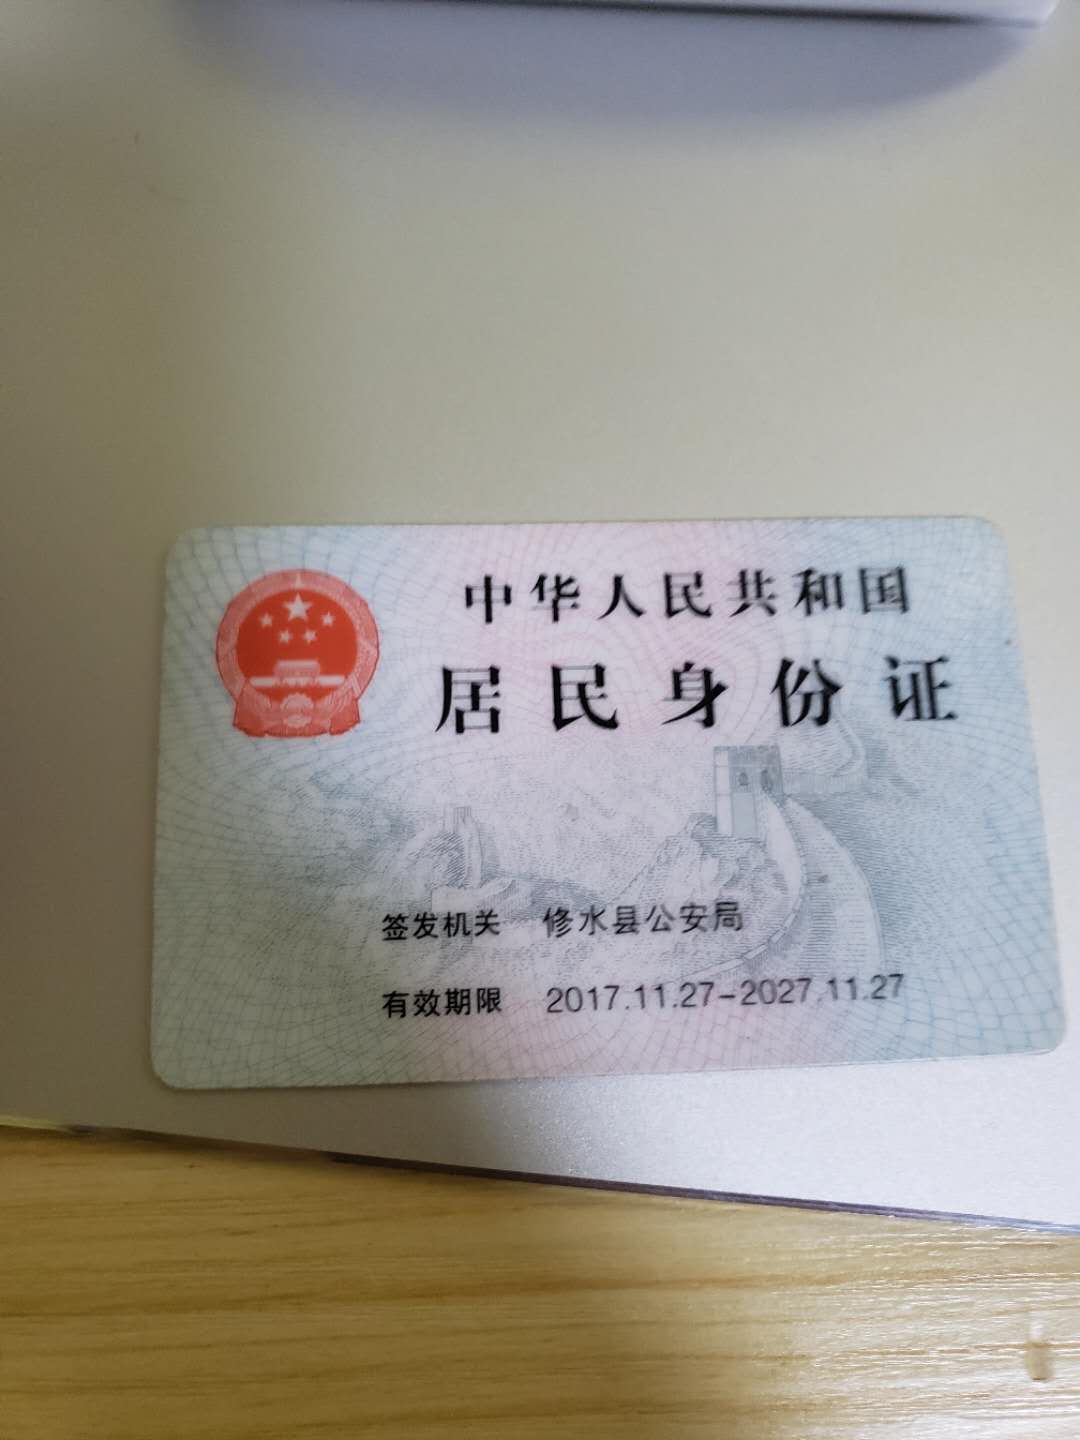 中华人民共和国
居民身份证
签发机关 修水县公安局
有效期限 2017.11.27-2027.11.27